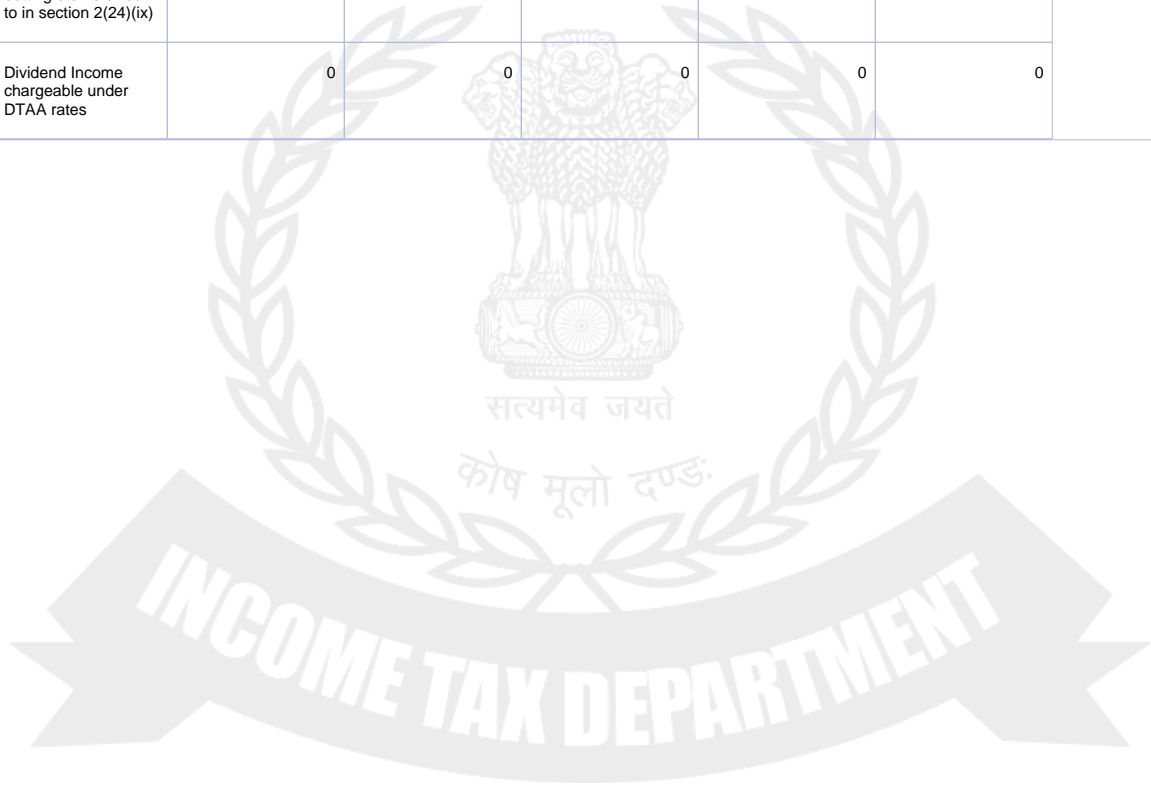 to in section 2(24)(ix)
Dividend Income 0 0 0 0 0
chargeable under
DTAA rates
सत्यमेव जयते
कोष मूलो दण्डः
INCOME TAX DEPARTMENT